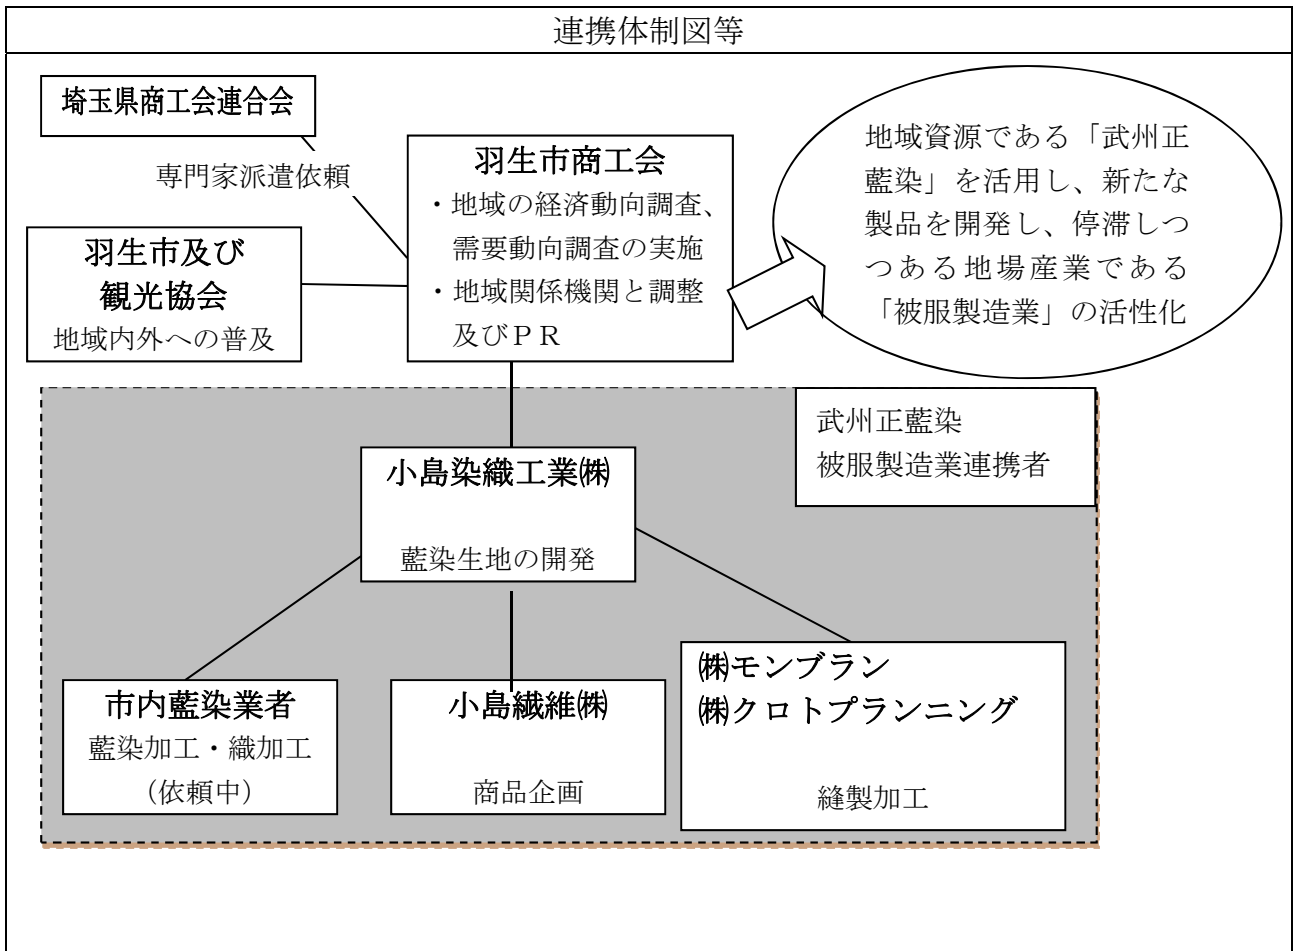 連携体制図等
埼玉県商工会連合会
専門家派遣依頼
羽生市及び
観光協会
地域内外への普及
羽生市商工会
・地域の経済動向調査、
需要動向調査の実施
・地域関係機関と調整
及びPR
地域資源である「武州正
藍染」を活用し、新たな
製品を開発し、停滞しつ
つある地場産業である
「被服製造業」の活性化
武州正藍染
被服製造業連携者
小島染織工業㈱
藍染生地の開発
市内藍染業者
藍染加工・織加工
（依頼中）
小島繊維㈱
商品企画
㈱モンブラン
㈱クロトプランニング
縫製加工